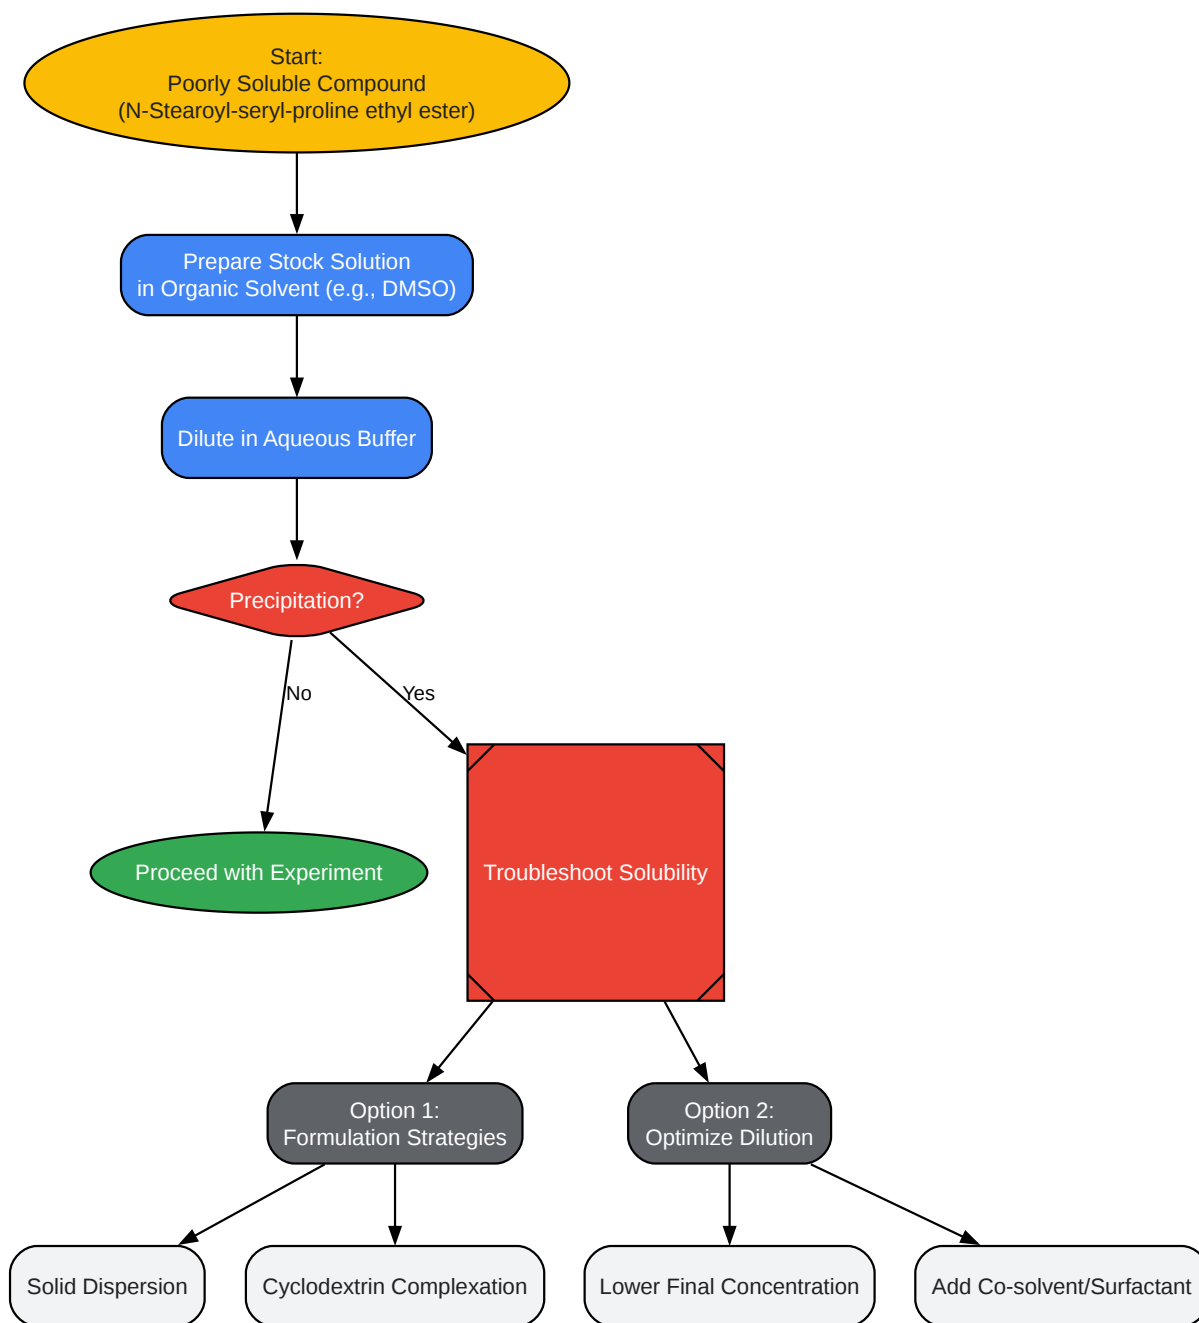 Start:
Poorly Soluble Compound
(N-Stearoyl-seryl-proline ethyl ester)
Prepare Stock Solution
in Organic Solvent (e.g., DMSO)
Dilute in Aqueous Buffer
Precipitation?
No
Yes
Proceed with Experiment
Troubleshoot Solubility
Option 1:
Formulation Strategies
Option 2:
Optimize Dilution
Solid Dispersion
Cyclodextrin Complexation
Lower Final Concentration
Add Co-solvent/Surfactant